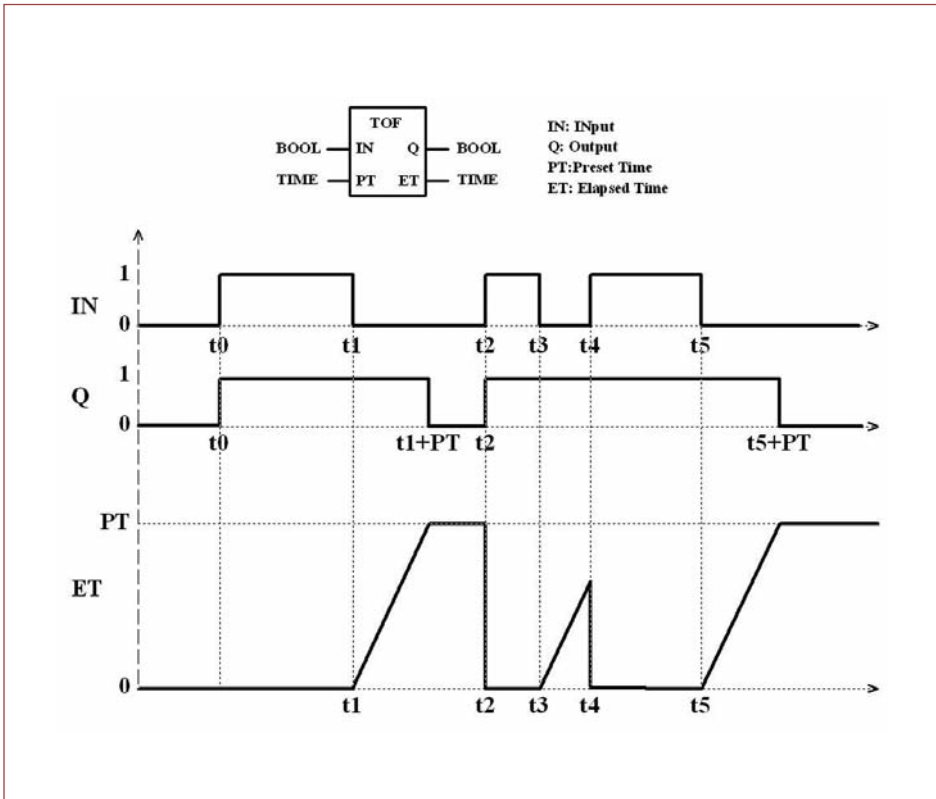 TOF
BOOL IN Q BOOL
TIME PT ET TIME
IN: INput
Q: Output
PT:Preset Time
ET: Elapsed Time
1
IN
0
t0 t1 t2 t3 t4 t5
1
Q
0
t0 t1+PT t2 t5+PT
PT
ET
0
t1 t2 t3 t4 t5